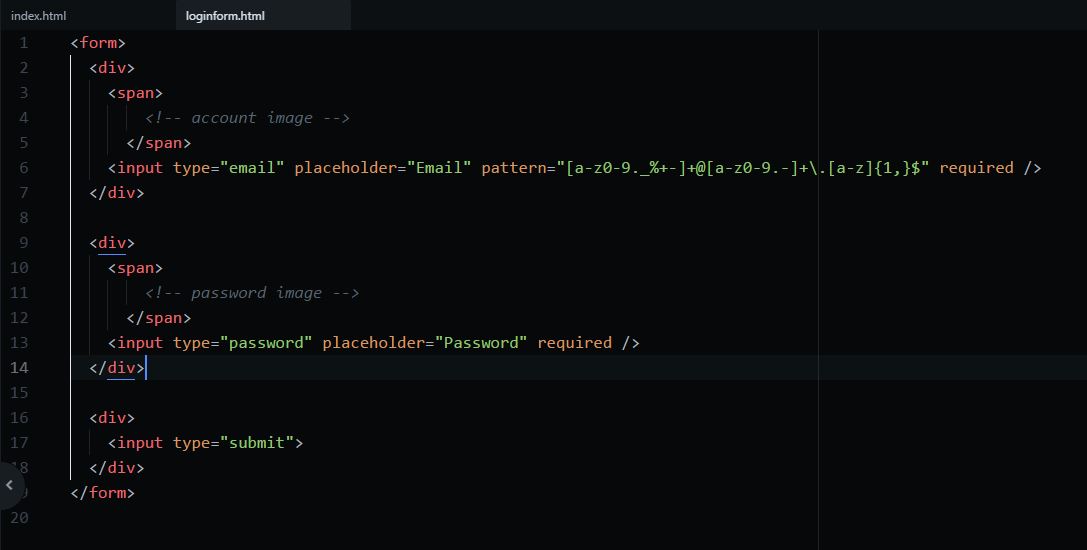 index.html
loginform.html
1 <form>
2 <div>
3 <span>
4 <!-- account image -->
5 </span>
6 <input type="email" placeholder="Email" pattern="[a-z0-9._%+-]+@[a-z0-9.-]+\.[a-z]{1,}$" required />
7 </div>
8
9 <div>
10 <span>
11 <!-- password image -->
12 </span>
13 <input type="password" placeholder="Password" required />
14 </div>
15
16 <div>
17 <input type="submit">
8 </div>
</form>
20